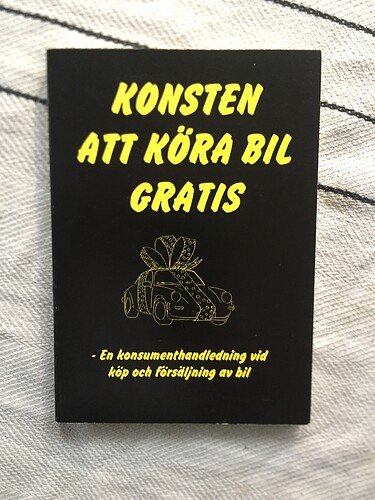 KONSTEN
ATT KÖRA BIL
GRATIS
- En konsumenthandledning vid
köp och försäljning av bil